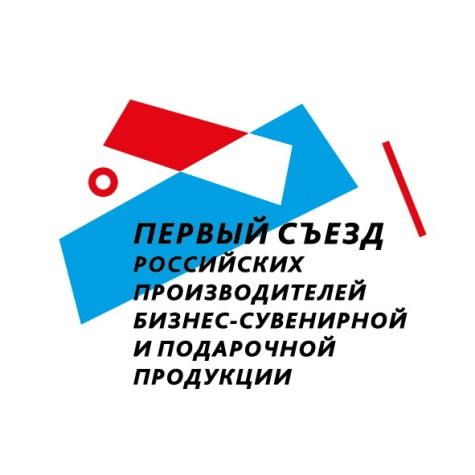 ПЕРВЫЙ СЪЕЗД
РОССИЙСКИХ
ПРОИЗВОДИТЕЛЕЙ
БИЗНЕС-СУВЕНИРНОЙ
И ПОДАРОЧНОЙ
ПРОДУКЦИИ